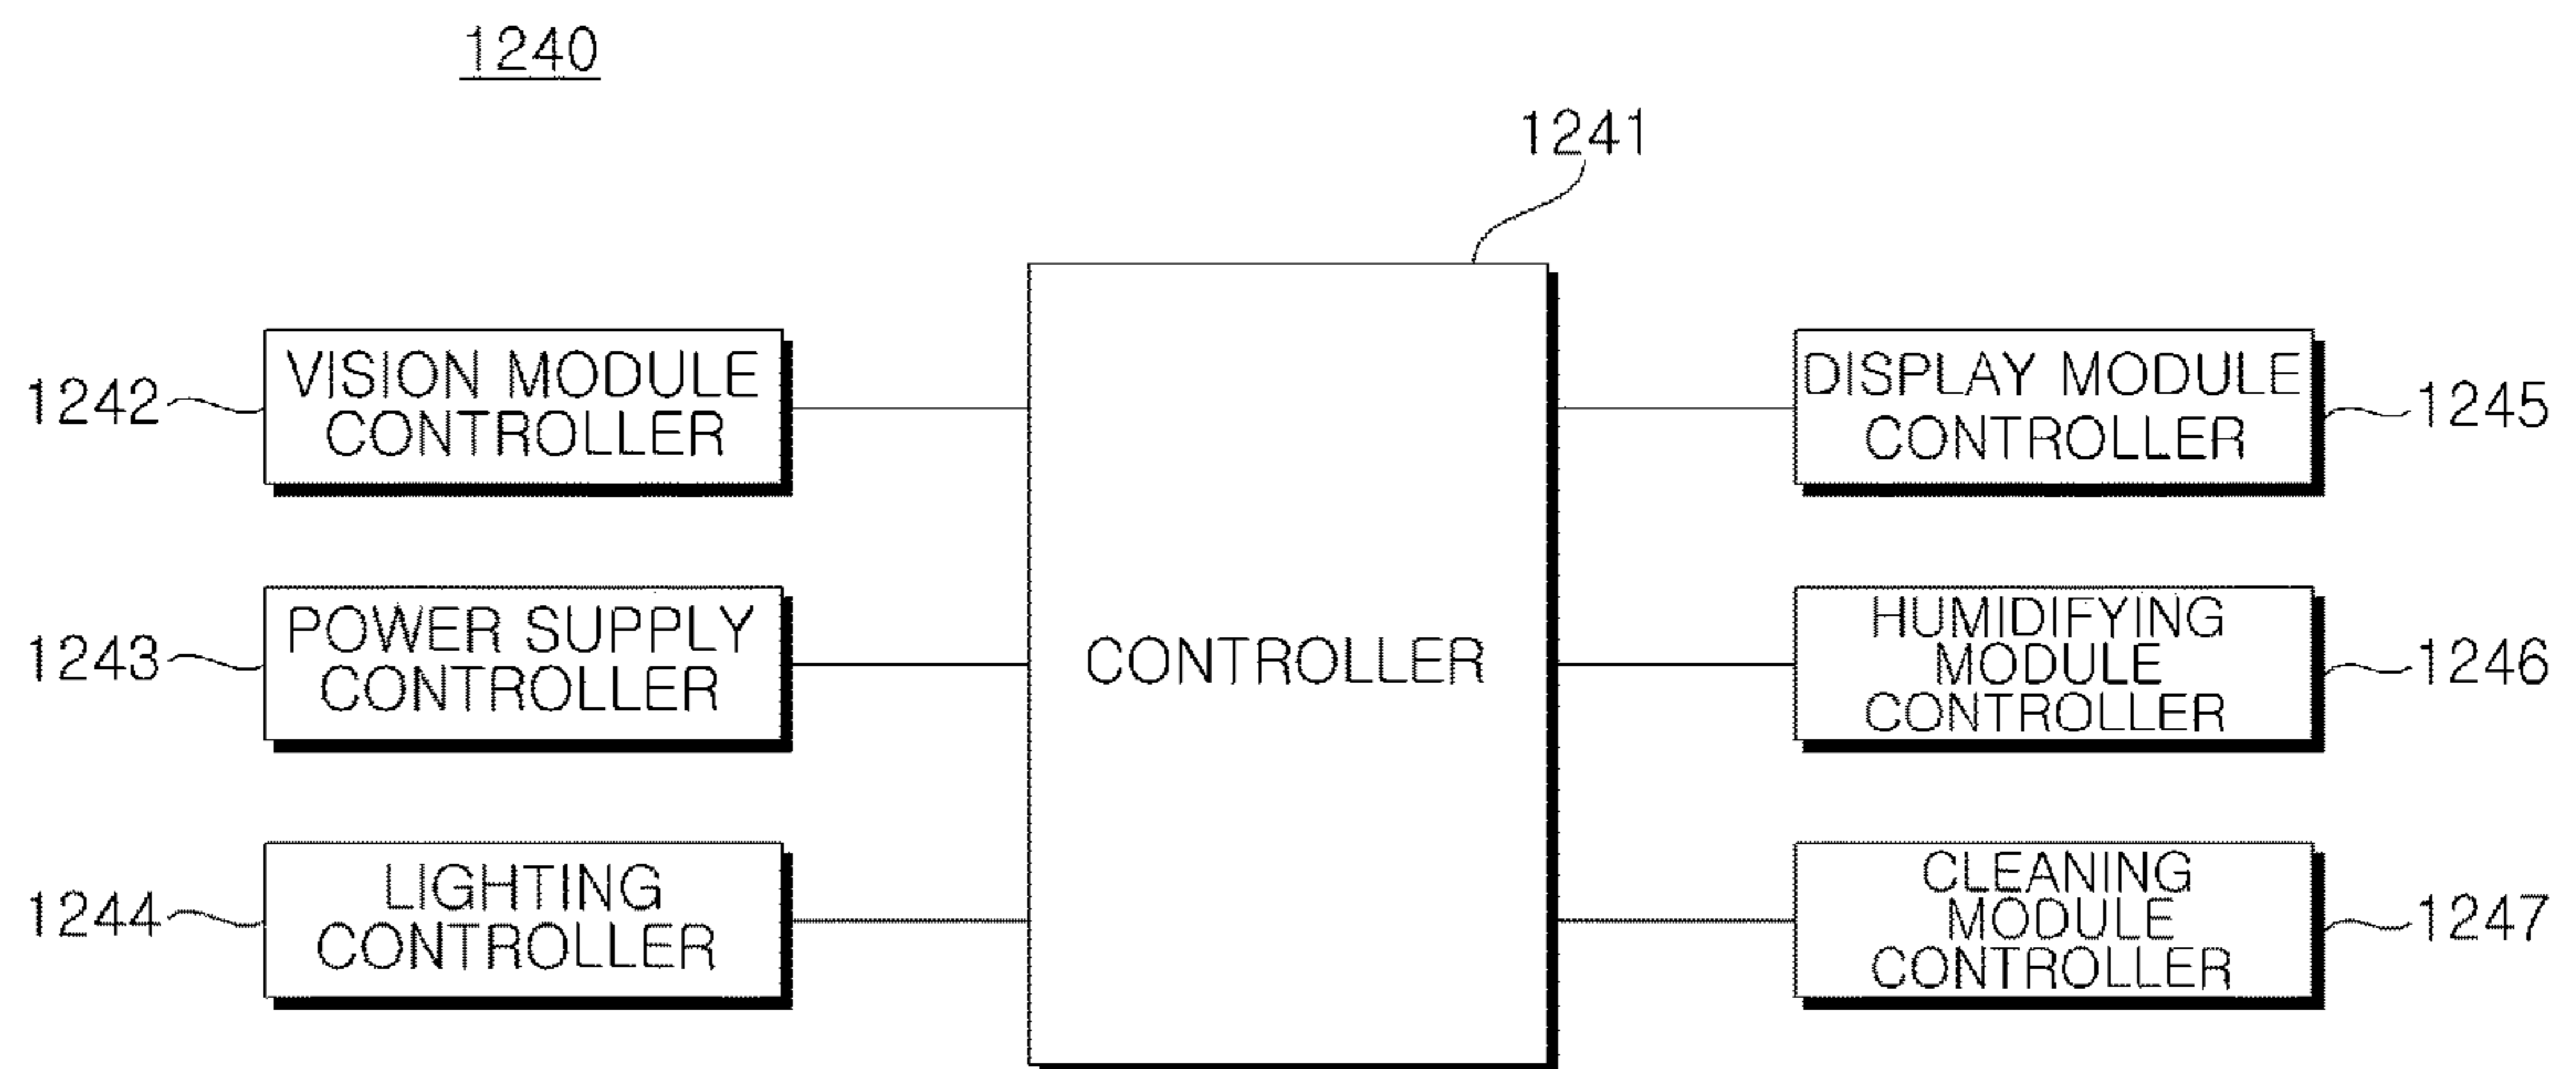 1240
1241
1242
VISION MODULE
CONTROLLER
1243
POWER SUPPLY
CONTROLLER
1244
LIGHTING
CONTROLLER
CONTROLLER
DISPLAY MODULE
CONTROLLER
1245
HUMIDIFYING
MODULE
CONTROLLER
1246
CLEANING
MODULE
CONTROLLER
1247